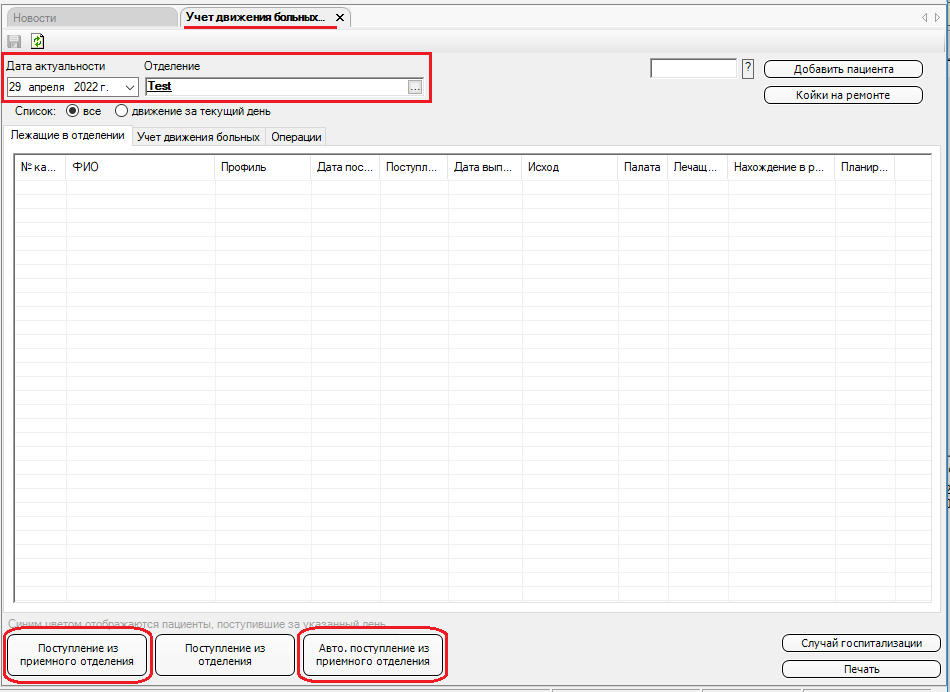 Новости
Учет движения больных...
Дата актуальности
Отделение
29 апреля 2022 г.
Test
...
?
Добавить пациента
Койки на ремонте
Список: все движение за текущий день
Лежащие в отделении
Учет движения больных
Операции
№ ка...
ФИО
Профиль
Дата пос...
Поступл...
Дата вып...
Исход
Палата
Лечащ...
Нахождение в р...
Планир...
Синим цветом отображаются пациенты, поступившие за указанный день
Поступление из
приемного отделения
Поступление из
отделения
Авто. поступление из
приемного отделения
Случай госпитализации
Печать